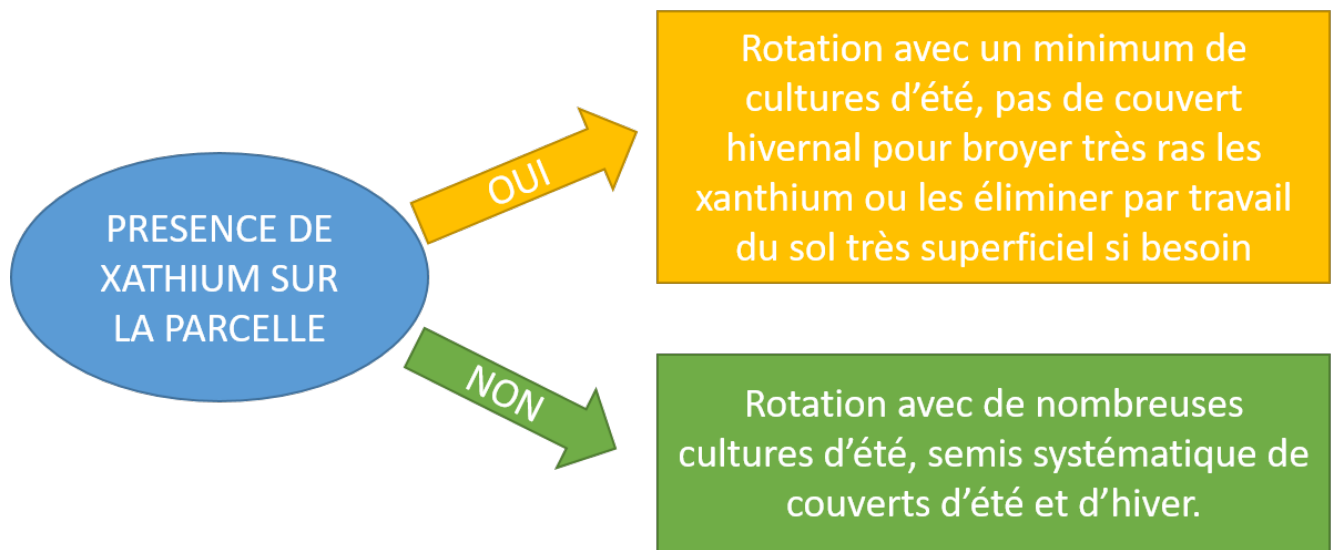 PRESENCE DE
XATHIUM SUR
LA PARCELLE
OUI
Rotation avec un minimum de
cultures d’été, pas de couvert
hivernal pour broyer très ras les
xanthium ou les éliminer par travail
du sol très superficiel si besoin
NON
Rotation avec de nombreuses
cultures d’été, semis systématique de
couverts d’été et d’hiver.